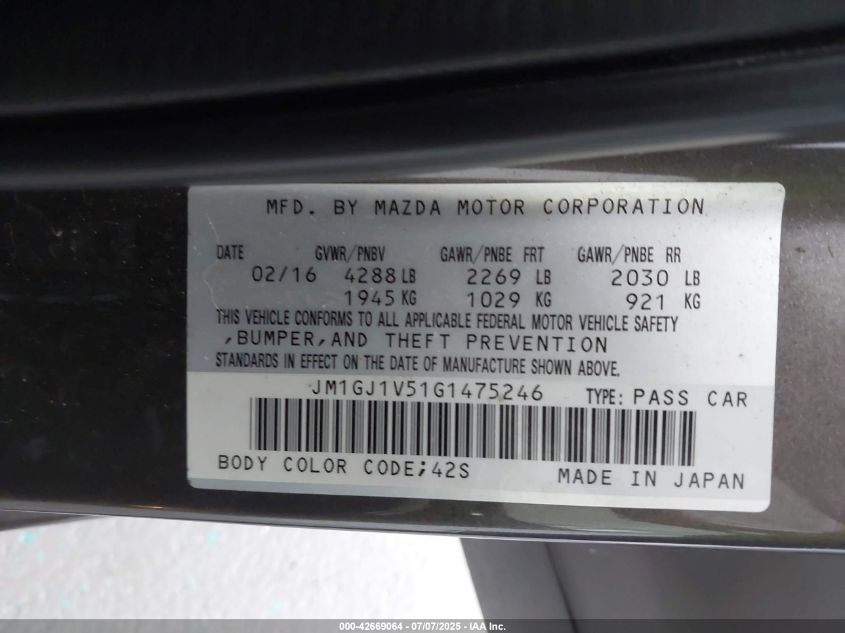 MFD. BY MAZDA MOTOR CORPORATION
DATE GVWR/PNBV GAWR/PNBE FRT GAWR/PNBE RR
02/16 4288 LB 2269 LB 2030 LB
1945 KG 1029 KG 921 KG
THIS VEHICLE CONFORMS TO ALL APPLICABLE FEDERAL MOTOR VEHICLE SAFETY
,BUMPER,AND THEFT PREVENTION
STANDARDS IN EFFECT ON THE DATE OF MANUFACTURE SHOWN ABOVE.
JM1GJ1V51G1475246 TYPE: PASS CAR
BODY COLOR CODE;42S MADE IN JAPAN
000-42669064 - 07/07/2025 - IAA Inc.